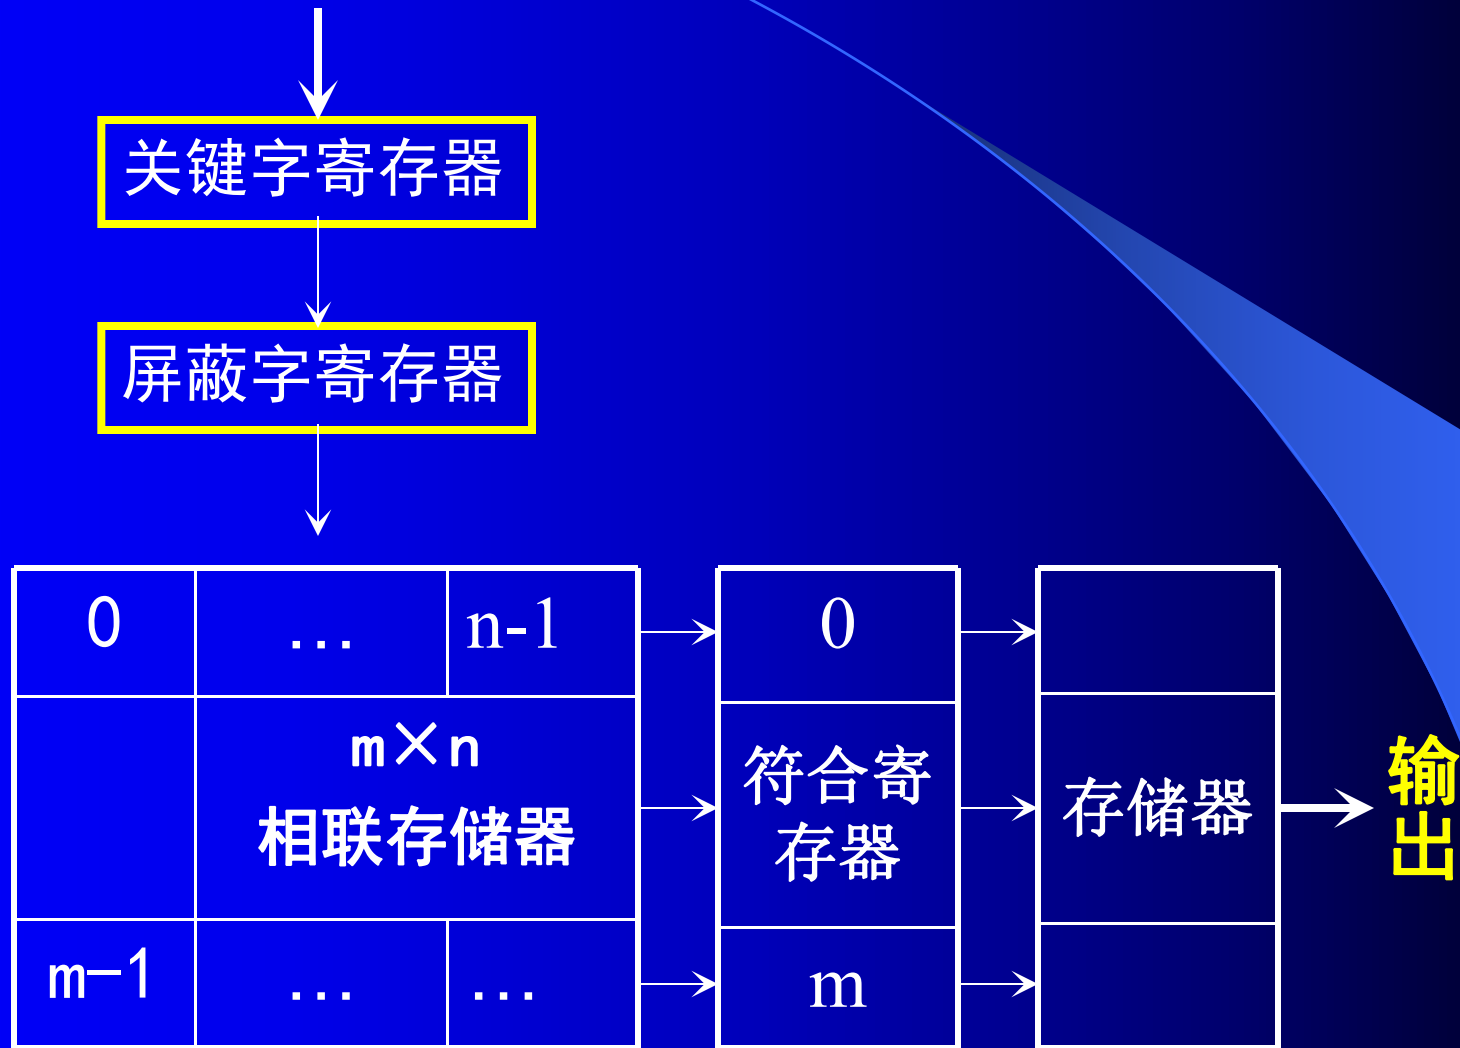 关键字寄存器
屏蔽字寄存器
0 … n-1 0
m×n
相联存储器
符合寄
存器
存储器
输
出
m-1 … … m